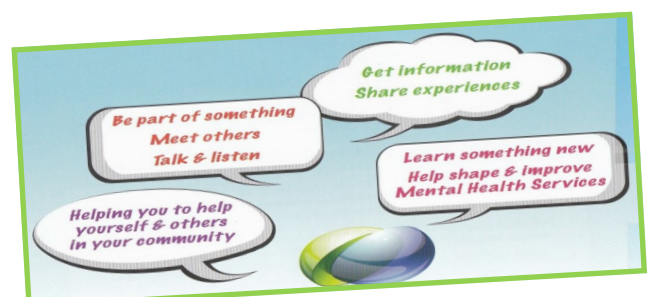 Get information
Share experiences
Be part of something
Meet others
Talk & listen
Learn something new
Help shape & improve
Mental Health Services
Helping you to help
yourself & others
in your community